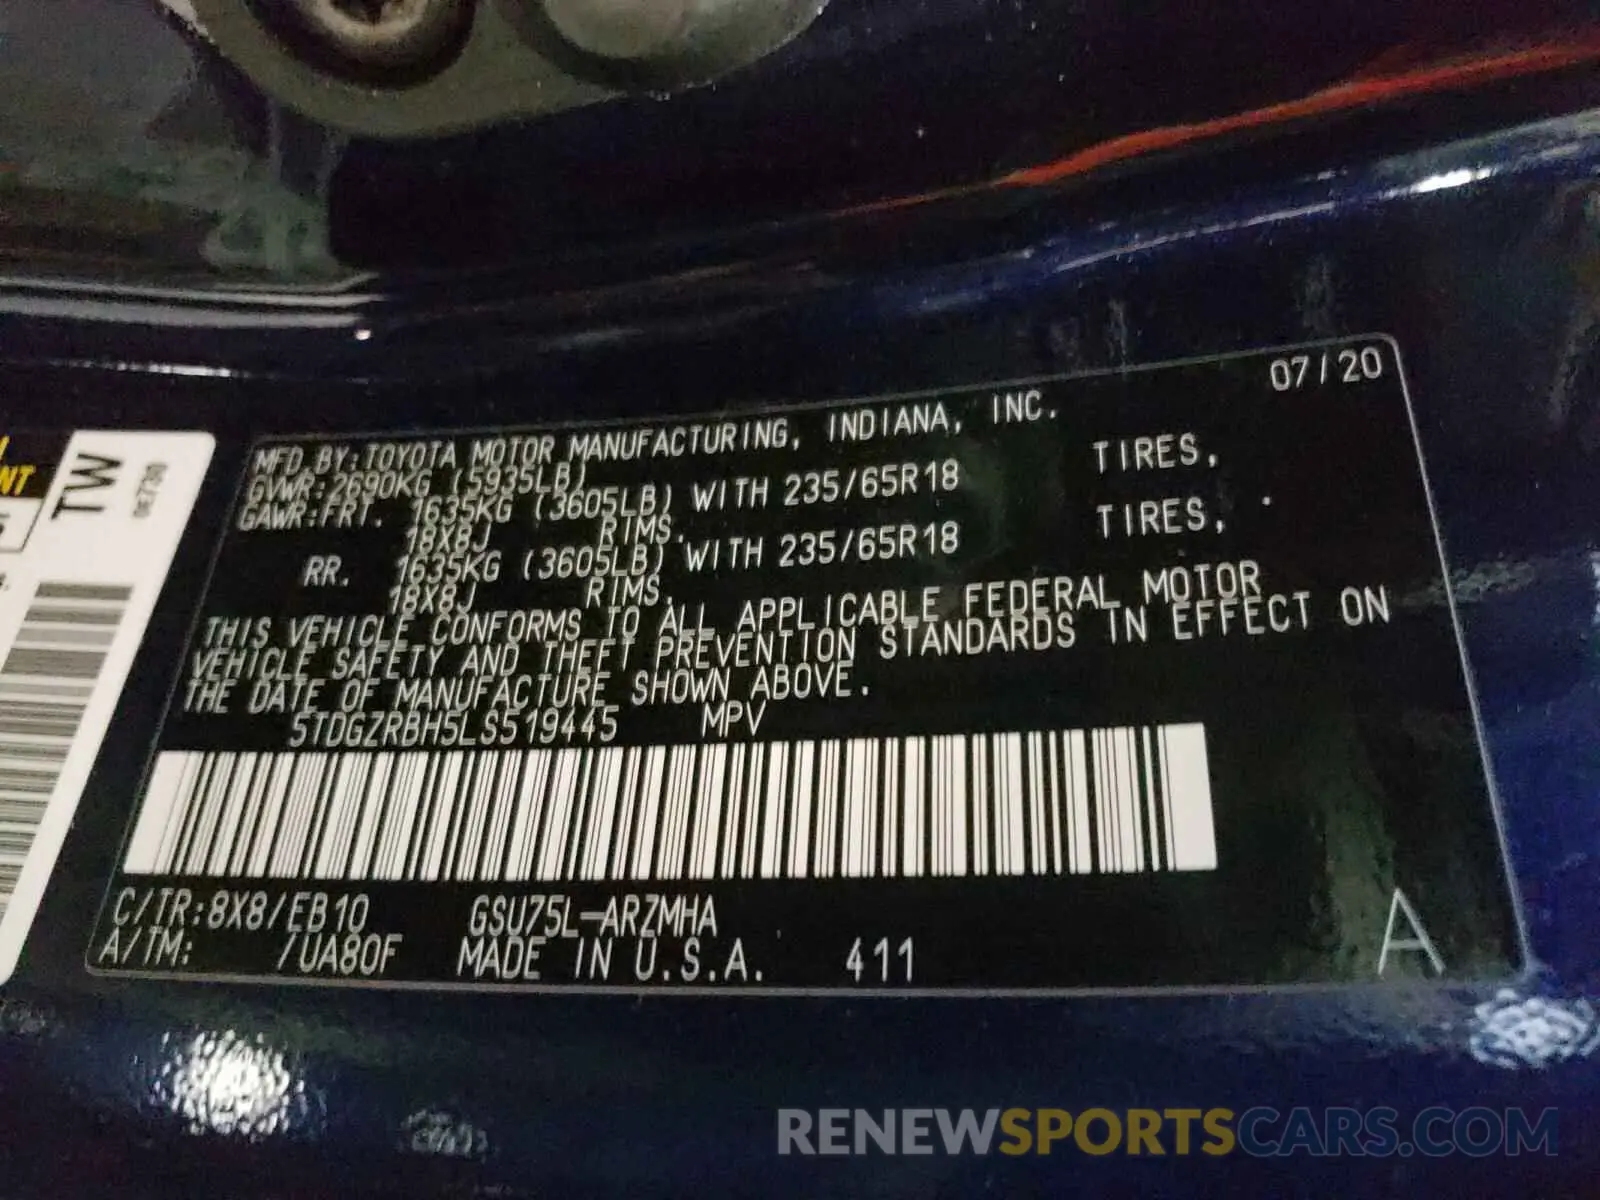 07/20
MFD BY:TOYOTA MOTOR MANUFACTURING, INDIANA, INC.
GVWR:2690KG (5935LB)
GAWR:FRT. 1635KG (3605LB) WITH 235/65R18 TIRES,
18X8J RIMS.
RR. 1635KG (3605LB) WITH 235/65R18 TIRES,
18X8J RIMS.
THIS VEHICLE CONFORMS TO ALL APPLICABLE FEDERAL MOTOR
VEHICLE SAFETY AND THEFT PREVENTION STANDARDS IN EFFECT ON
THE DATE OF MANUFACTURE SHOWN ABOVE.
5TDGZRBH5LS519445 MPV
C/TR:8X8/EB10 GSU75L-ARZMHA
A/TM: /UA80F MADE IN U.S.A. 411
A
TW
0E730
NT
RENEWSPORTSCARS.COM